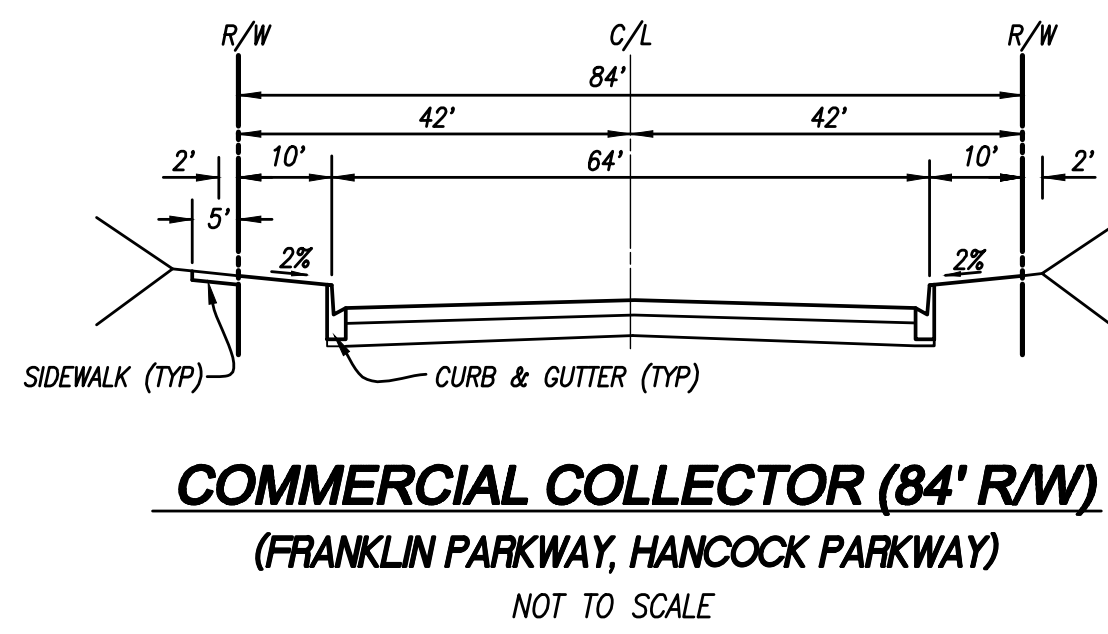 R/W C/L R/W
84'
42' 42'
2' 10' 64' 10' 2'
5'
2% 2%
SIDEWALK (TYP) CURB & GUTTER (TYP)
COMMERCIAL COLLECTOR (84' R/W)
(FRANKLIN PARKWAY, HANCOCK PARKWAY)
NOT TO SCALE